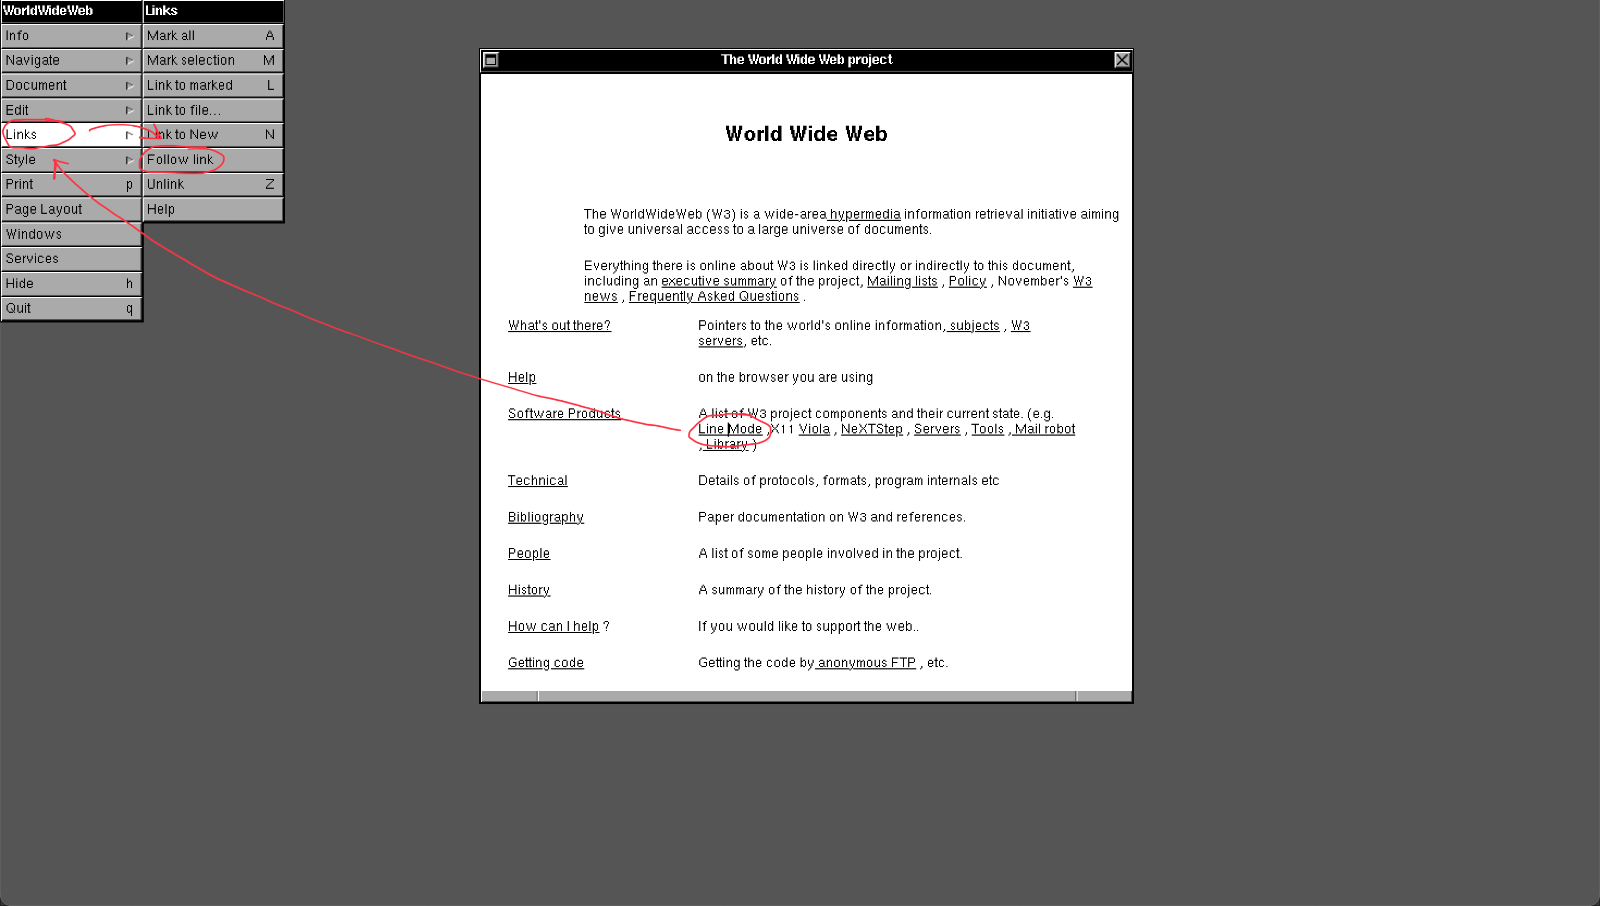 WorldWideWeb
Info
Navigate
Document
Edit
Links
Style
Print p
Page Layout
Windows
Services
Hide h
Quit q
Links
Mark all A
Mark selection M
Link to marked L
Link to file...
Link to New N
Follow link
Unlink Z
Help
The World Wide Web project
World Wide Web
The WorldWideWeb (W3) is a wide-area hypermedia information retrieval initiative aiming
to give universal access to a large universe of documents.
Everything there is online about W3 is linked directly or indirectly to this document,
including an executive summary of the project, Mailing lists , Policy , November's W3
news , Frequently Asked Questions .
What's out there? Pointers to the world's online information, subjects , W3
servers, etc.
Help on the browser you are using
Software Products A list of W3 project components and their current state. (e.g.
Line Mode ,X11 Viola , NeXTStep , Servers , Tools , Mail robot
, Library )
Technical Details of protocols, formats, program internals etc
Bibliography Paper documentation on W3 and references.
People A list of some people involved in the project.
History A summary of the history of the project.
How can I help ? If you would like to support the web..
Getting code Getting the code by anonymous FTP , etc.